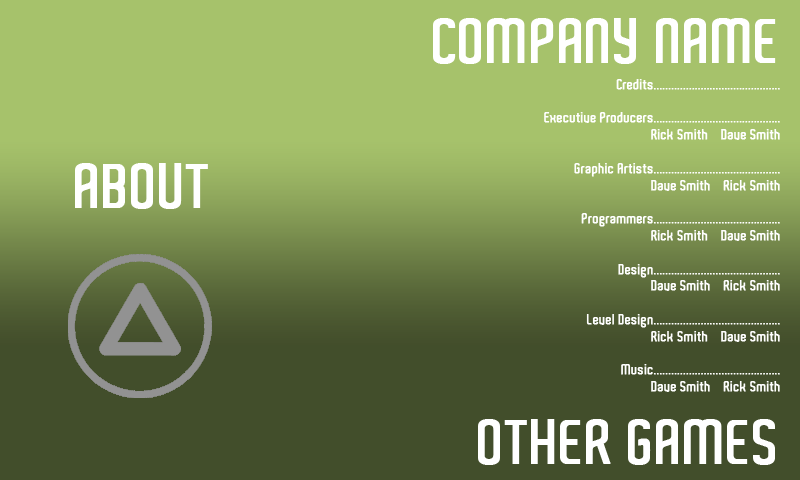 COMPANY NAME
Credits..........................................
Executive Producers..........................................
Rick Smith Dave Smith
ABOUT
Graphic Artists..........................................
Dave Smith Rick Smith
Programmers..........................................
Rick Smith Dave Smith
Design..........................................
Dave Smith Rick Smith
Level Design..........................................
Rick Smith Dave Smith
Music..........................................
Dave Smith Rick Smith
OTHER GAMES